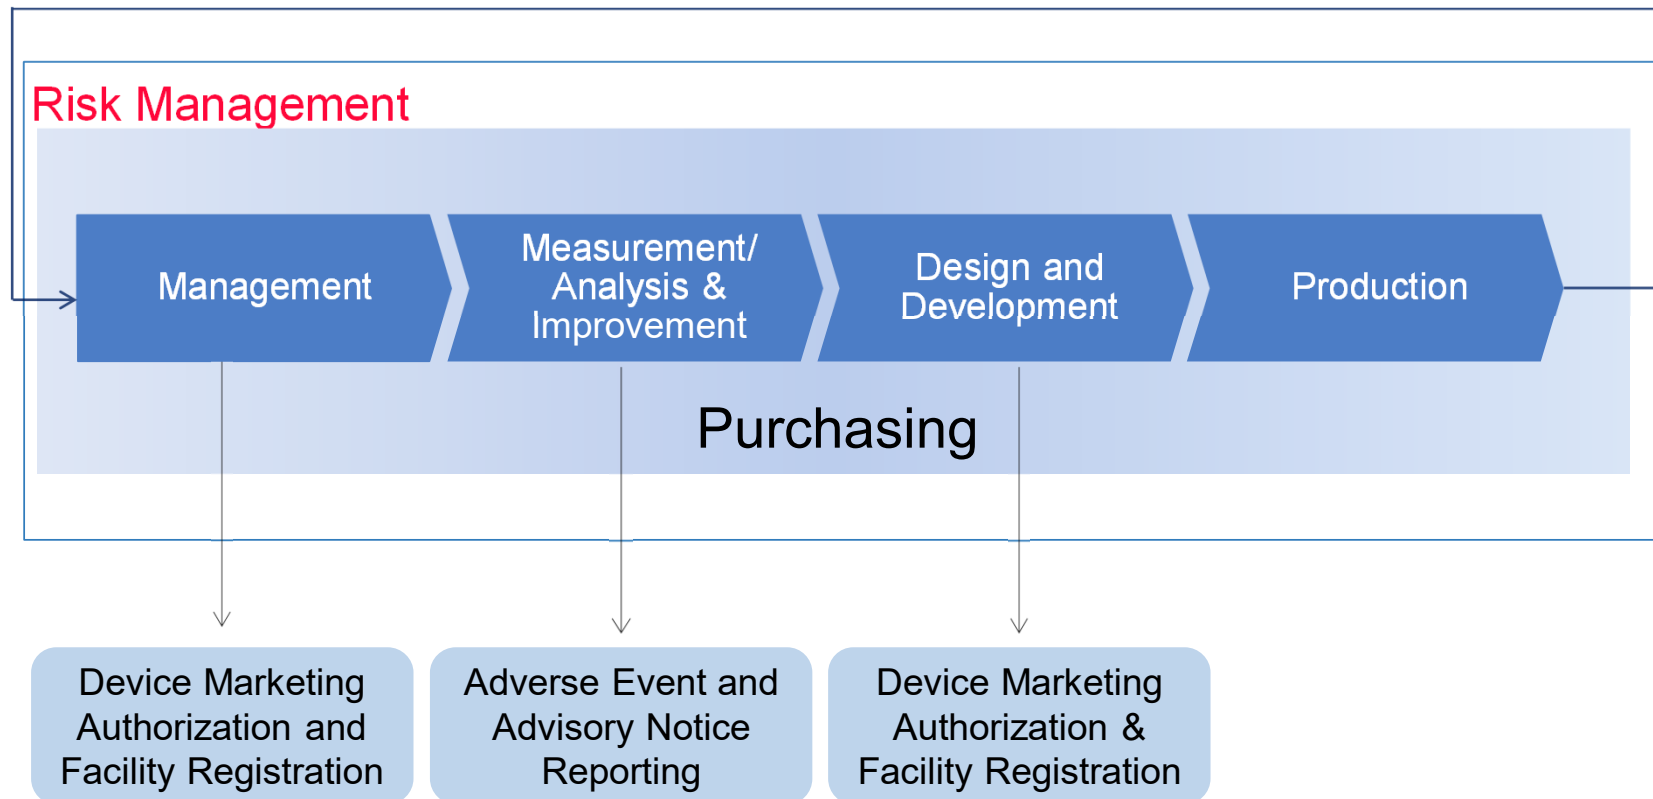 Risk Management
Management
Measurement/
Analysis &
Improvement
Design and
Development
Production
Purchasing
Device Marketing
Authorization and
Facility Registration
Adverse Event and
Advisory Notice
Reporting
Device Marketing
Authorization &
Facility Registration